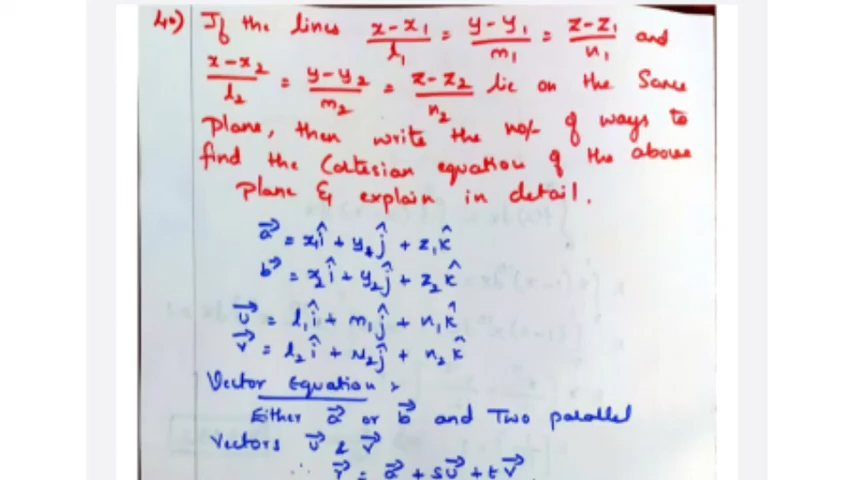 40) If the lines x-x₁/l₁ = y-y₁/m₁ = z-z₁/n₁ and
x-x₂/l₂ = y-y₂/m₂ = z-z₂/n₂ lie on the Same
plane, then write the no/- of ways to
find the Cartesian equation of the above
plane & explain in detail.
a⃗ = x₁î + y₁ĵ + z₁k̂
b⃗ = x₂î + y₂ĵ + z₂k̂
u⃗ = l₁î + m₁ĵ + n₁k̂
v⃗ = l₂î + m₂ĵ + n₂k̂
Vector Equation :
Either a⃗ or b⃗ and Two parallel
Vectors u⃗ & v⃗
∴ r⃗ = a⃗ + su⃗ + tv⃗